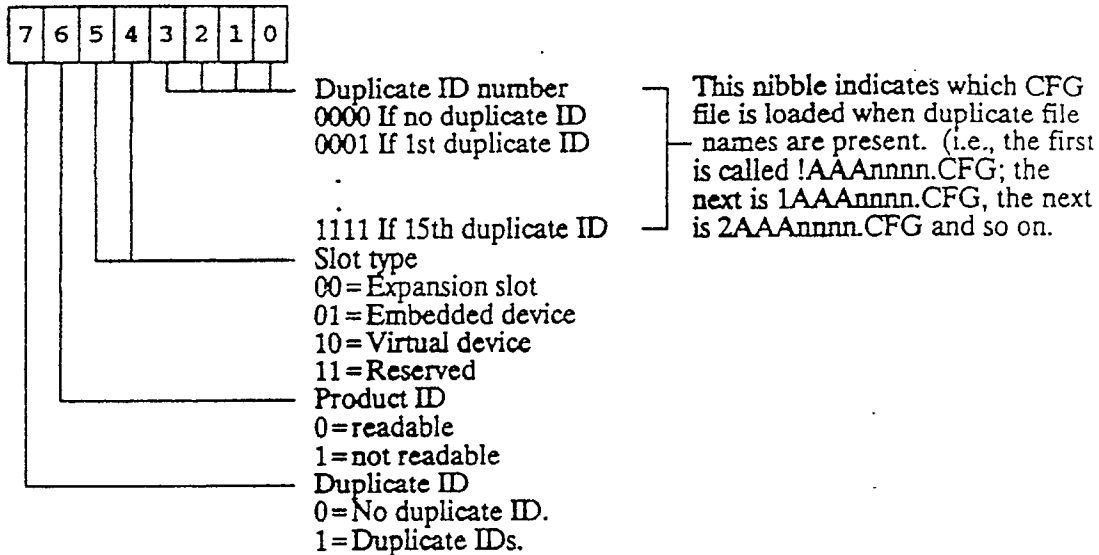 7 6 5 4 3 2 1 0
Duplicate ID number
0000 If no duplicate ID
0001 If 1st duplicate ID
.
.
1111 If 15th duplicate ID
This nibble indicates which CFG
file is loaded when duplicate file
names are present. (i.e., the first
is called !AAAnnnn.CFG; the
next is 1AAAnnnn.CFG, the next
is 2AAAnnnn.CFG and so on.
Slot type
00=Expansion slot
01=Embedded device
10=Virtual device
11=Reserved
Product ID
0=readable
1=not readable
Duplicate ID
0=No duplicate ID.
1=Duplicate IDs.